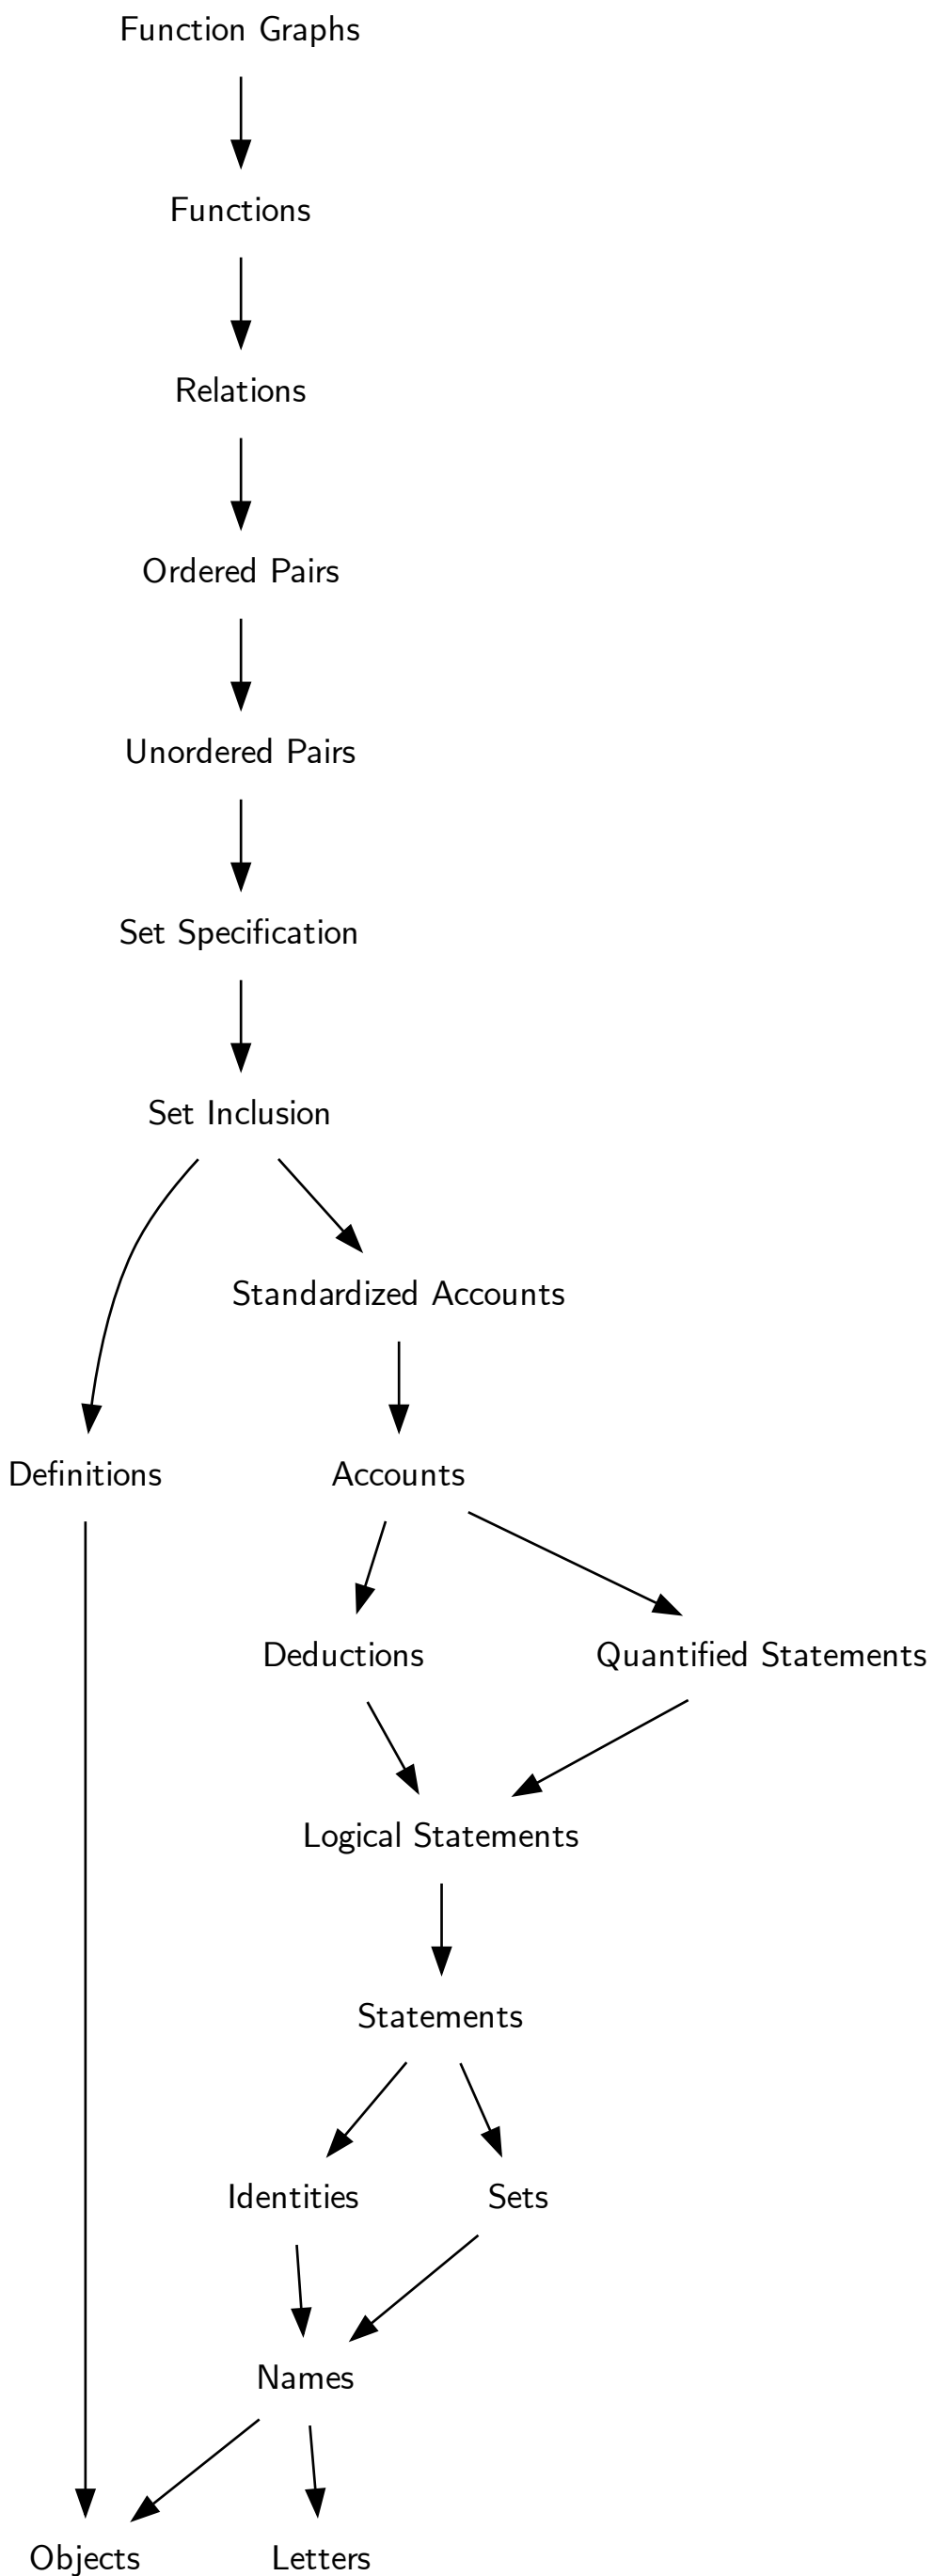 Function Graphs
Functions
Relations
Ordered Pairs
Unordered Pairs
Set Specification
Set Inclusion
Standardized Accounts
Definitions
Accounts
Deductions
Quantified Statements
Logical Statements
Statements
Identities
Sets
Names
Objects
Letters